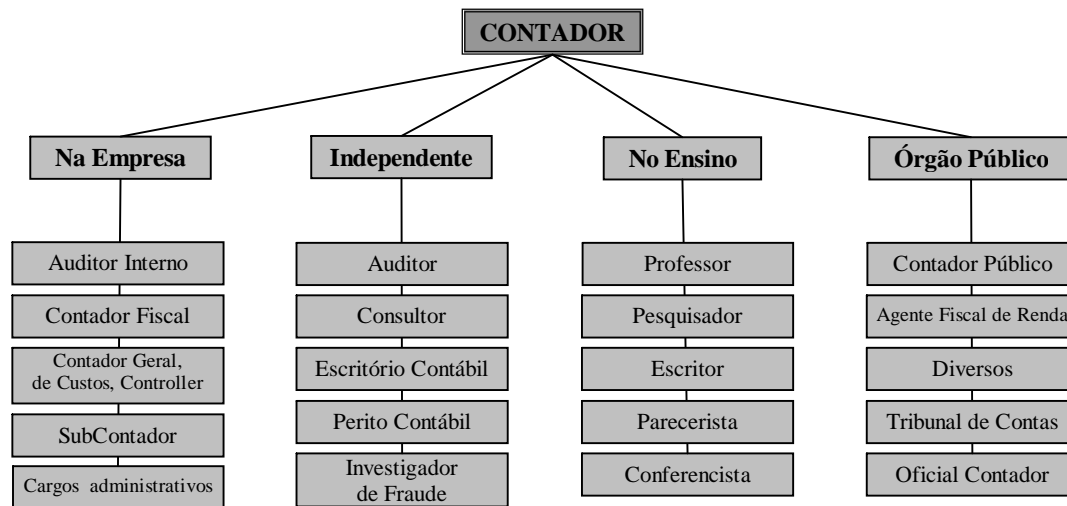 CONTADOR
Na Empresa
Independente
No Ensino
Órgão Público
Auditor Interno
Contador Fiscal
Contador Geral,
de Custos, Controller
SubContador
Cargos administrativos
Auditor
Consultor
Escritório Contábil
Perito Contábil
Investigador
de Fraude
Professor
Pesquisador
Escritor
Parecerista
Conferencista
Contador Público
Agente Fiscal de Renda
Diversos
Tribunal de Contas
Oficial Contador